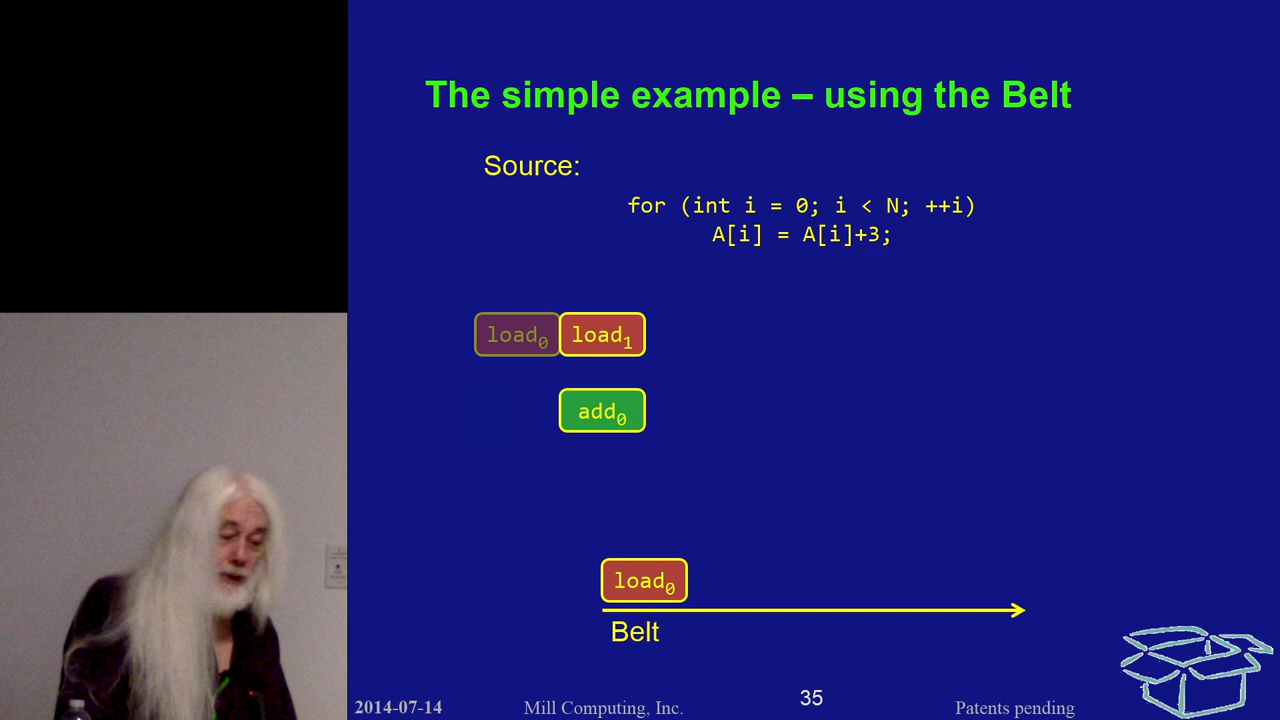 The simple example – using the Belt
Source:
for (int i = 0; i < N; ++i)
A[i] = A[i]+3;
load0 load1
add0
load0
Belt
2014-07-14 Mill Computing, Inc. 35 Patents pending